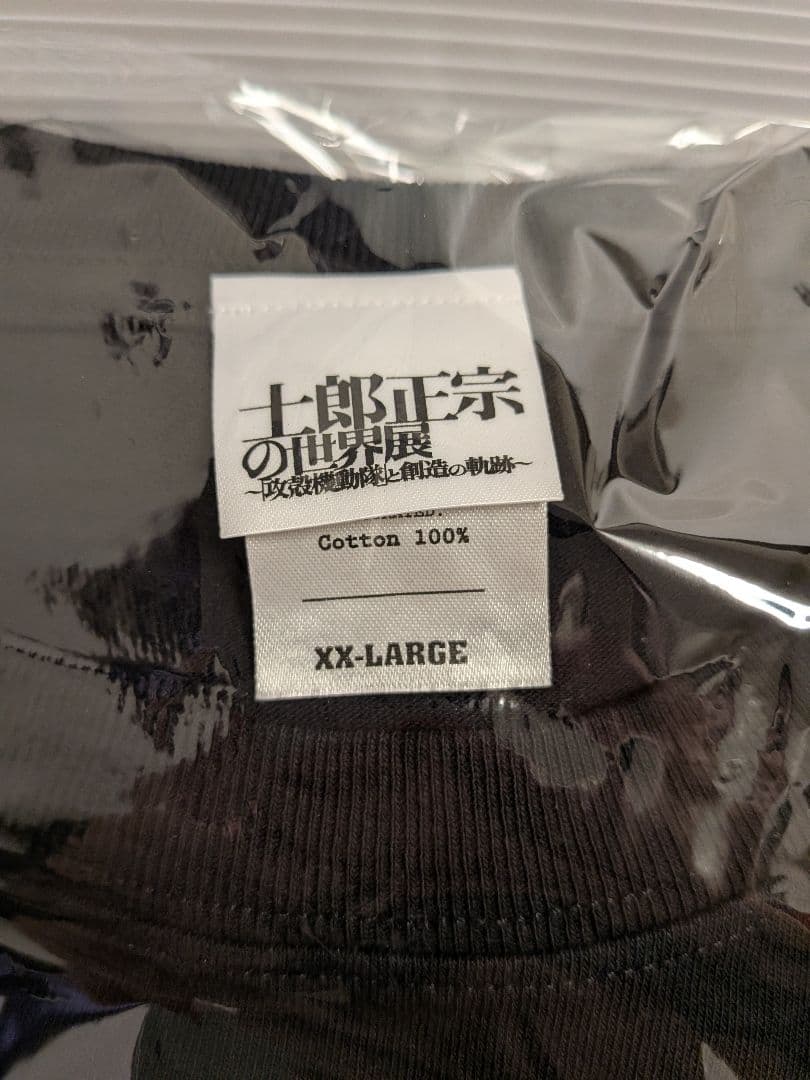 士郎正宗
の世界展
～「攻殻機動隊」と創造の軌跡～
Cotton 100%
XX-LARGE